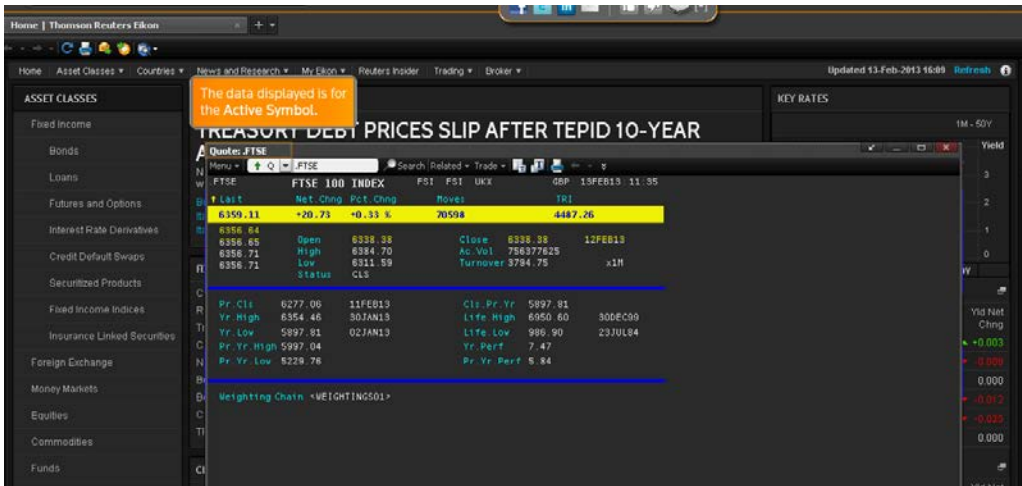 Home | Thomson Reuters Eikon
Home Asset Classes Countries News and Research My Eikon Reuters Insider Trading Broker Updated 13-Feb-2013 16:09 Refresh
The data displayed is for
the Active Symbol.
ASSET CLASSES
KEY RATES
Fixed Income
Bonds
Loans
Futures and Options
Interest Rate Derivatives
Credit Default Swaps
Securitized Products
Fixed Income Indices
Insurance Linked Securities
Foreign Exchange
Money Markets
Equities
Commodities
Funds
TREASURY DEBT PRICES SLIP AFTER TEPID 10-YEAR
1M - 50Y
Yield
3
2
1
0
Quote: .FTSE
Menu Q .FTSE Search Related Trade
.FTSE FTSE 100 INDEX FSI FSI UKX GBP 13FEB13 11:35
Last Net.Chng Pct.Chng Moves TRI
6359.11 +20.73 +0.33 % 70598 4487.26
6356.64
6356.65 Open 6338.38 Close 6338.38 12FEB13
6356.71 High 6384.70 Ac.Vol 756377625
6356.71 Low 6311.59 Turnover 3794.75 x1M
Status CLS
Pr.Cls 6277.06 11FEB13 Cls.Pr.Yr 5897.81
Yr.High 6354.46 30JAN13 Life.High 6950.60 30DEC99
Yr.Low 5897.81 02JAN13 Life.Low 986.90 23JUL84
Pr.Yr.High 5997.04 Yr.Perf 7.47
Pr.Yr.Low 5229.76 Pr.Yr.Perf 5.84
Weighting Chain <WEIGHTINGS01>
Yld Net
Chng
+0.003
-0.009
0.000
-0.012
-0.025
0.000